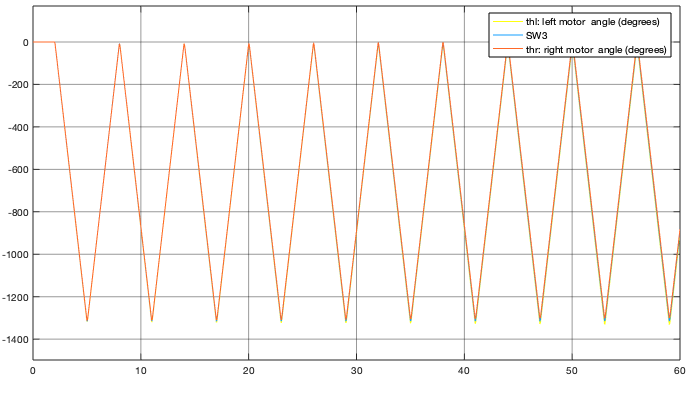 thl: left motor angle (degrees)
SW3
thr: right motor angle (degrees)
0
-200
-400
-600
-800
-1000
-1200
-1400
0 10 20 30 40 50 60